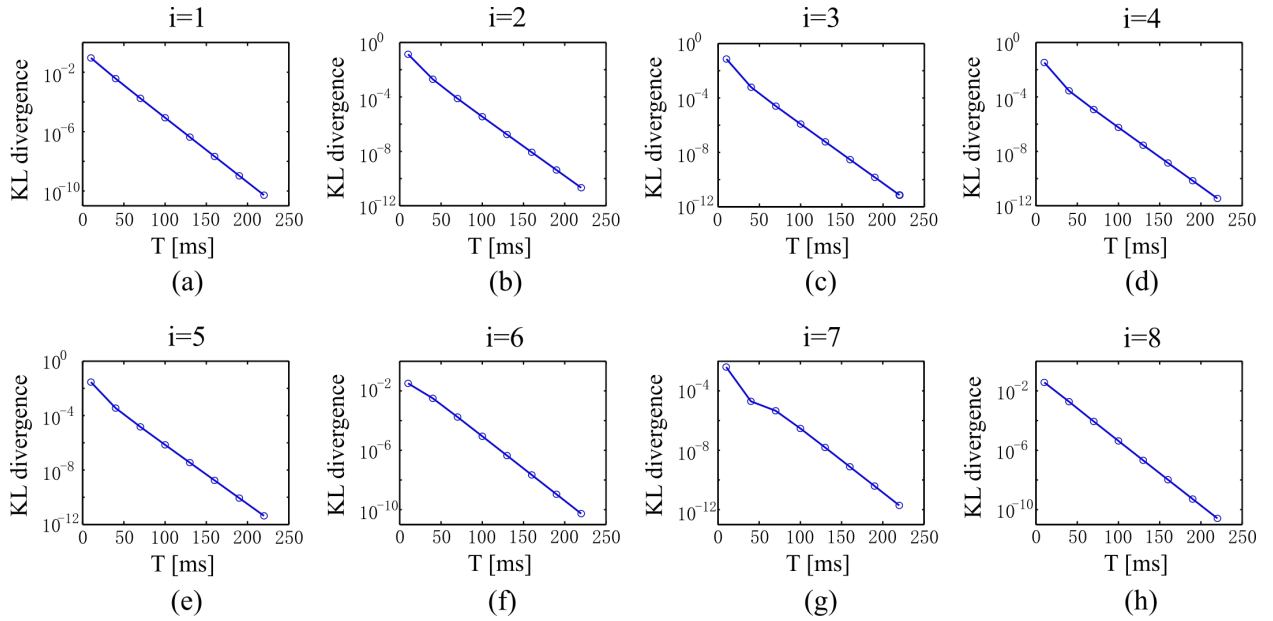 i=1 i=2 i=3 i=4
KL divergence
10^-2
10^-6
10^-10
0 50 100 150 200 250
T [ms]
(a)
KL divergence
10^0
10^-4
10^-8
10^-12
0 50 100 150 200 250
T [ms]
(b)
KL divergence
10^0
10^-4
10^-8
10^-12
0 50 100 150 200 250
T [ms]
(c)
KL divergence
10^0
10^-4
10^-8
10^-12
0 50 100 150 200 250
T [ms]
(d)
i=5 i=6 i=7 i=8
KL divergence
10^0
10^-4
10^-8
10^-12
0 50 100 150 200 250
T [ms]
(e)
KL divergence
10^-2
10^-6
10^-10
0 50 100 150 200 250
T [ms]
(f)
KL divergence
10^-4
10^-8
10^-12
0 50 100 150 200 250
T [ms]
(g)
KL divergence
10^-2
10^-6
10^-10
0 50 100 150 200 250
T [ms]
(h)